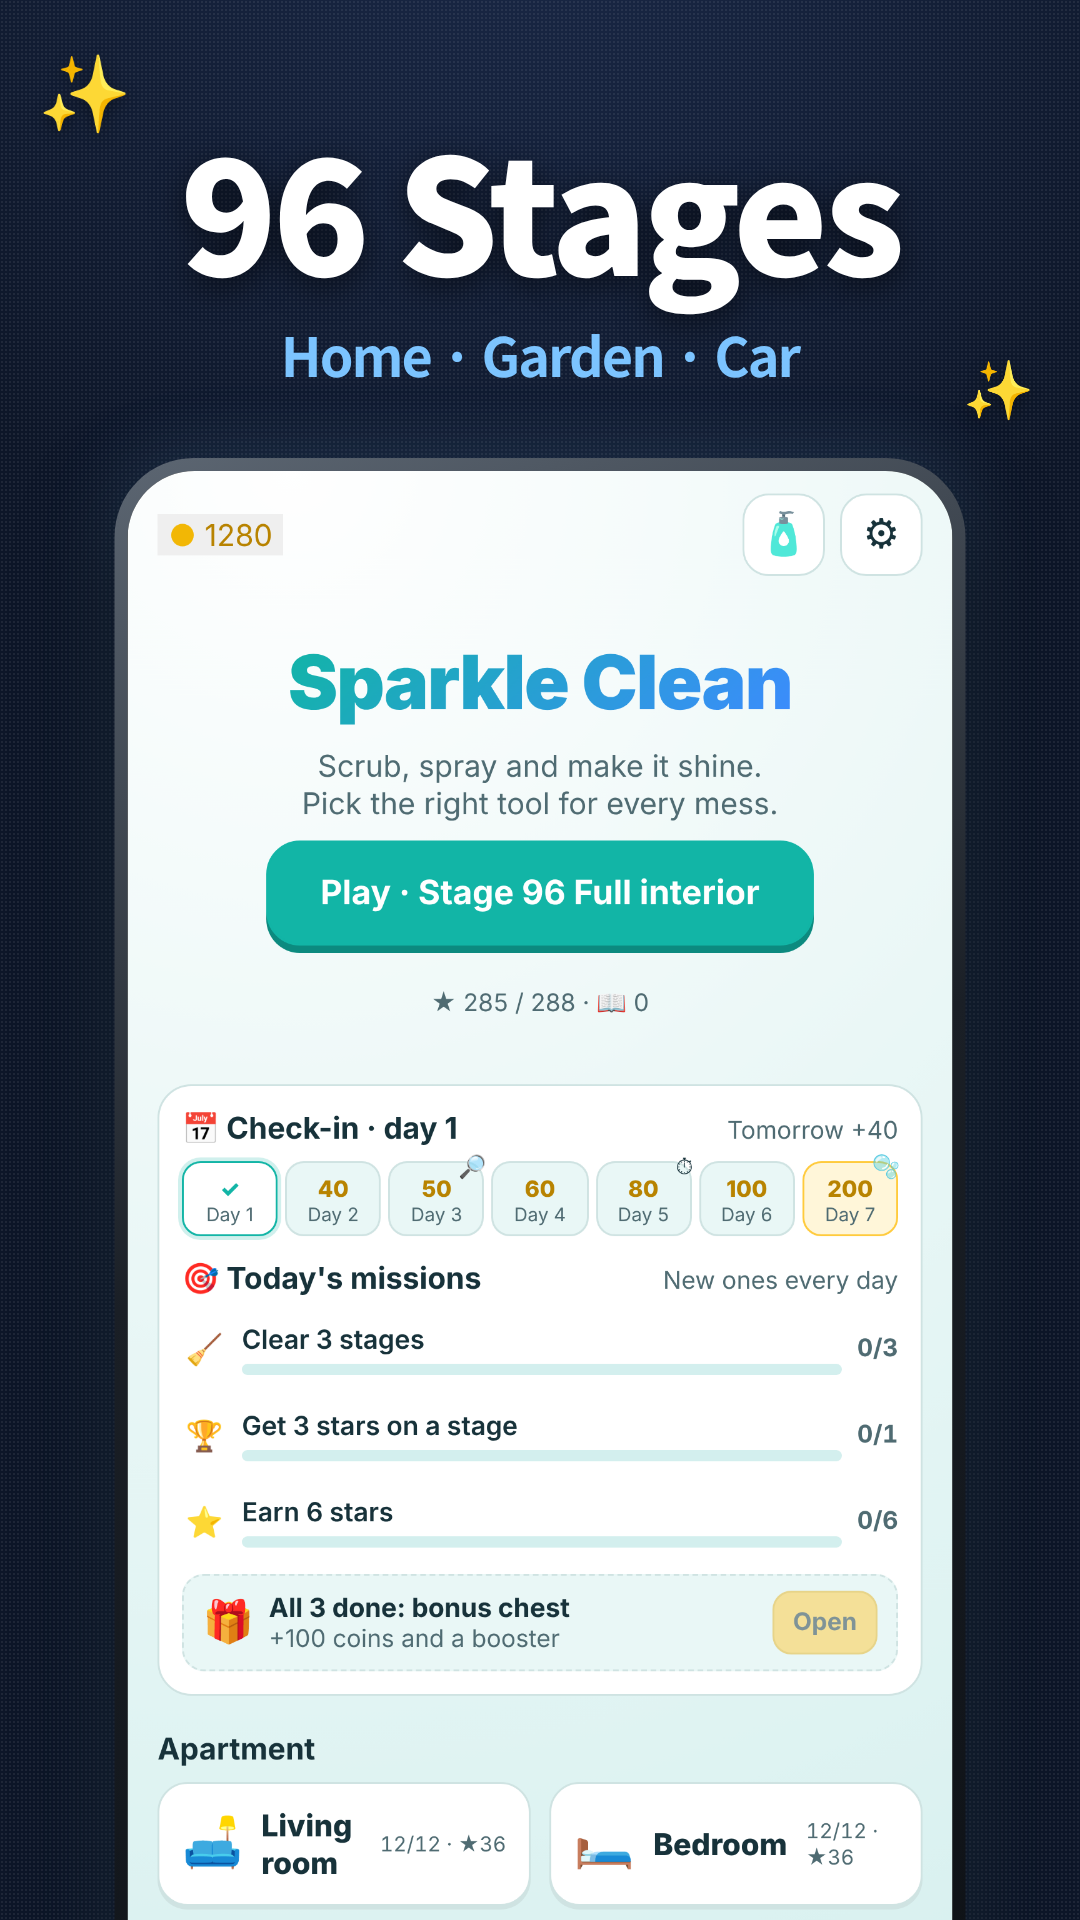 96 Stages
Home · Garden · Car
1280
Sparkle Clean
Scrub, spray and make it shine.
Pick the right tool for every mess.
Play · Stage 96 Full interior
★ 285 / 288 · 📖 0
Check-in · day 1
Tomorrow +40
✓ 40 50 60 80 100 200
Day 1 Day 2 Day 3 Day 4 Day 5 Day 6 Day 7
Today's missions
New ones every day
Clear 3 stages
0/3
Get 3 stars on a stage
0/1
Earn 6 stars
0/6
All 3 done: bonus chest
+100 coins and a booster
Open
Apartment
Living
room
12/12 · ★36
Bedroom
12/12 ·
★36